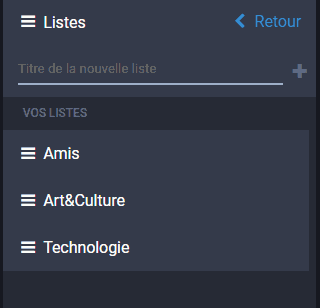 Listes
Retour
Titre de la nouvelle liste
VOS LISTES
Amis
Art&Culture
Technologie